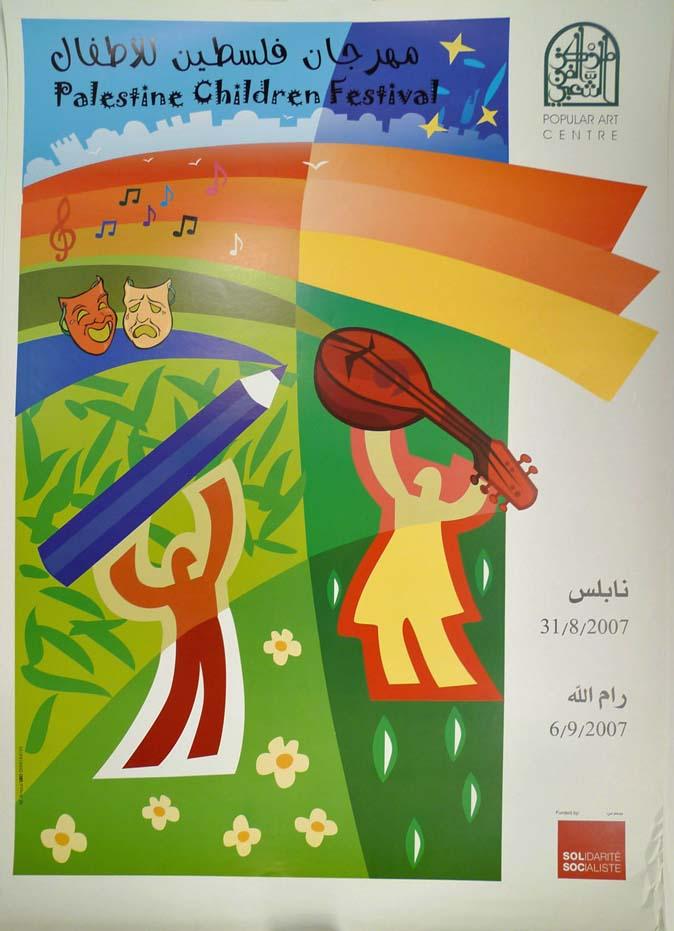 مهرجان فلسطين للأطفال
Palestine Children Festival
POPULAR ART
CENTRE
نابلس
31/8/2007
رام الله
6/9/2007
Funded by:
SOLIDARITÉ
SOCIALISTE